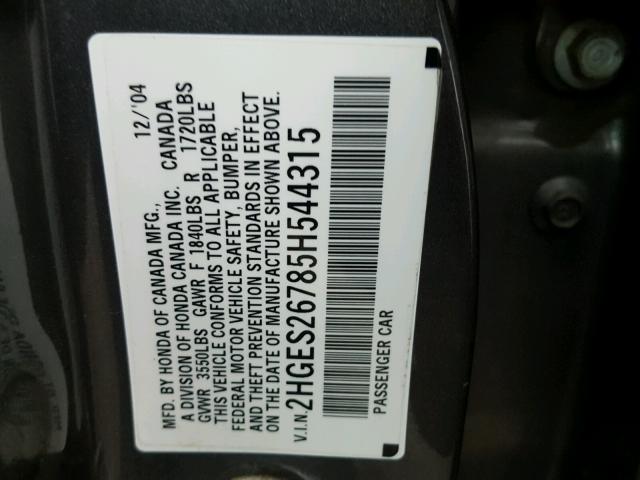 MFD. BY HONDA OF CANADA MFG., 12/'04
A DIVISION OF HONDA CANADA INC. CANADA
GVWR 3550LBS GAWR F 1840LBS R 1720LBS
THIS VEHICLE CONFORMS TO ALL APPLICABLE
FEDERAL MOTOR VEHICLE SAFETY, BUMPER,
AND THEFT PREVENTION STANDARDS IN EFFECT
ON THE DATE OF MANUFACTURE SHOWN ABOVE.
V.I.N. 2HGES26785H544315
PASSENGER CAR